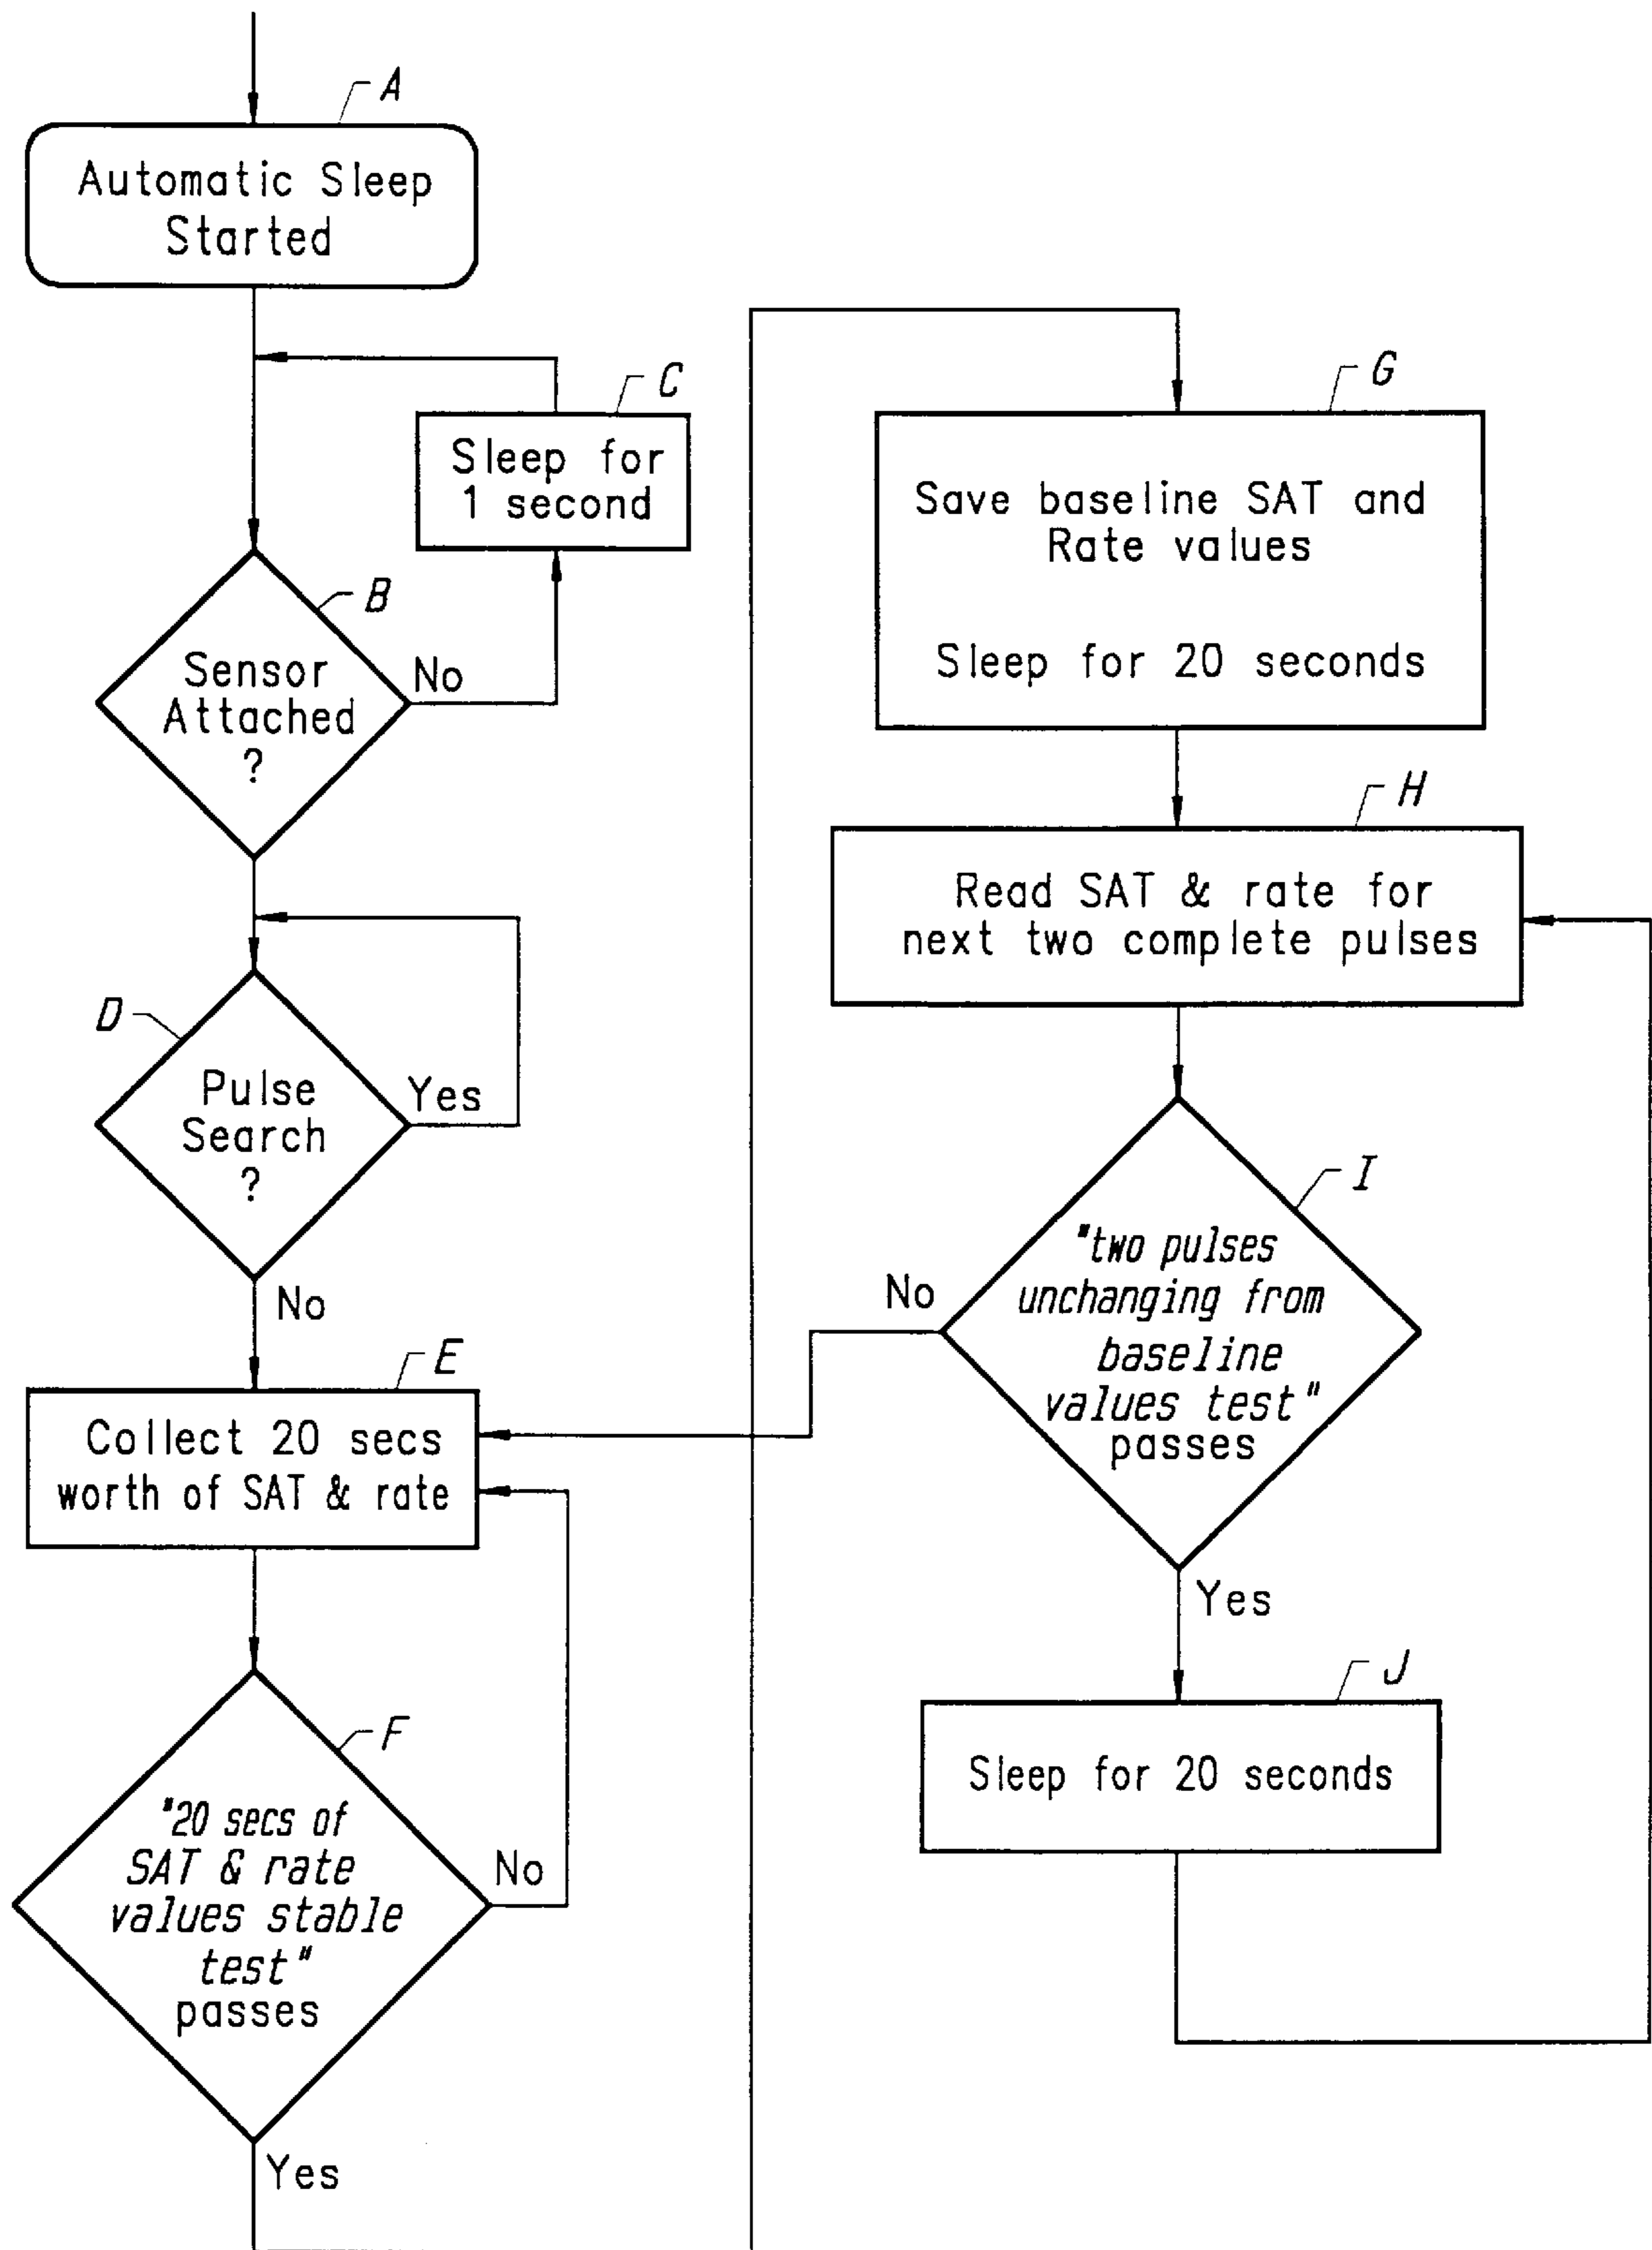 A
Automatic Sleep
Started
C
Sleep for
1 second
B
Sensor
Attached
?
No
D
Pulse
Search
?
Yes
No
E
Collect 20 secs
worth of SAT & rate
F
"20 secs of
SAT & rate
values stable
test"
passes
No
Yes
G
Save baseline SAT and
Rate values
Sleep for 20 seconds
H
Read SAT & rate for
next two complete pulses
I
"two pulses
unchanging from
baseline
values test"
passes
No
Yes
J
Sleep for 20 seconds